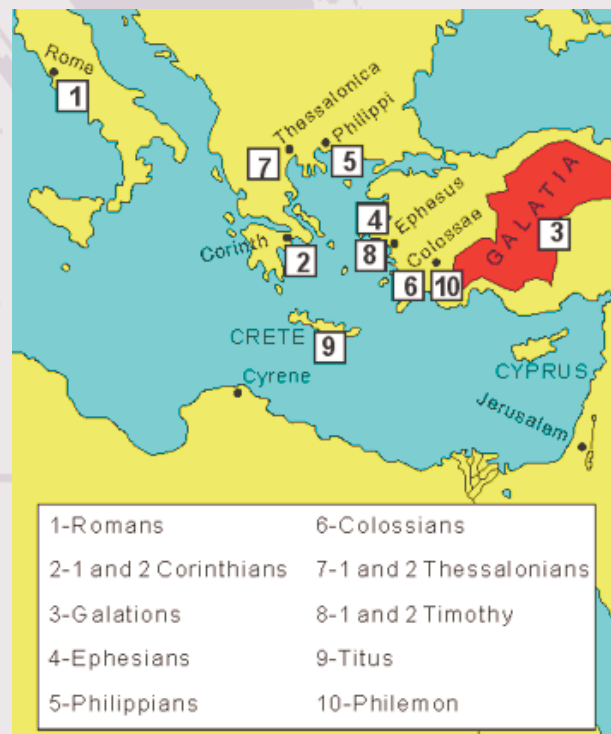 Rome
1
Thessalonica
Philippi
7
5
GALATIA
3
Ephesus
4
8
Colossae
6
10
Corinth
2
CRETE
9
CYPRUS
Cyrene
Jerusalem
1-Romans
2-1 and 2 Corinthians
3-Galations
4-Ephesians
5-Philippians
6-Colossians
7-1 and 2 Thessalonians
8-1 and 2 Timothy
9-Titus
10-Philemon